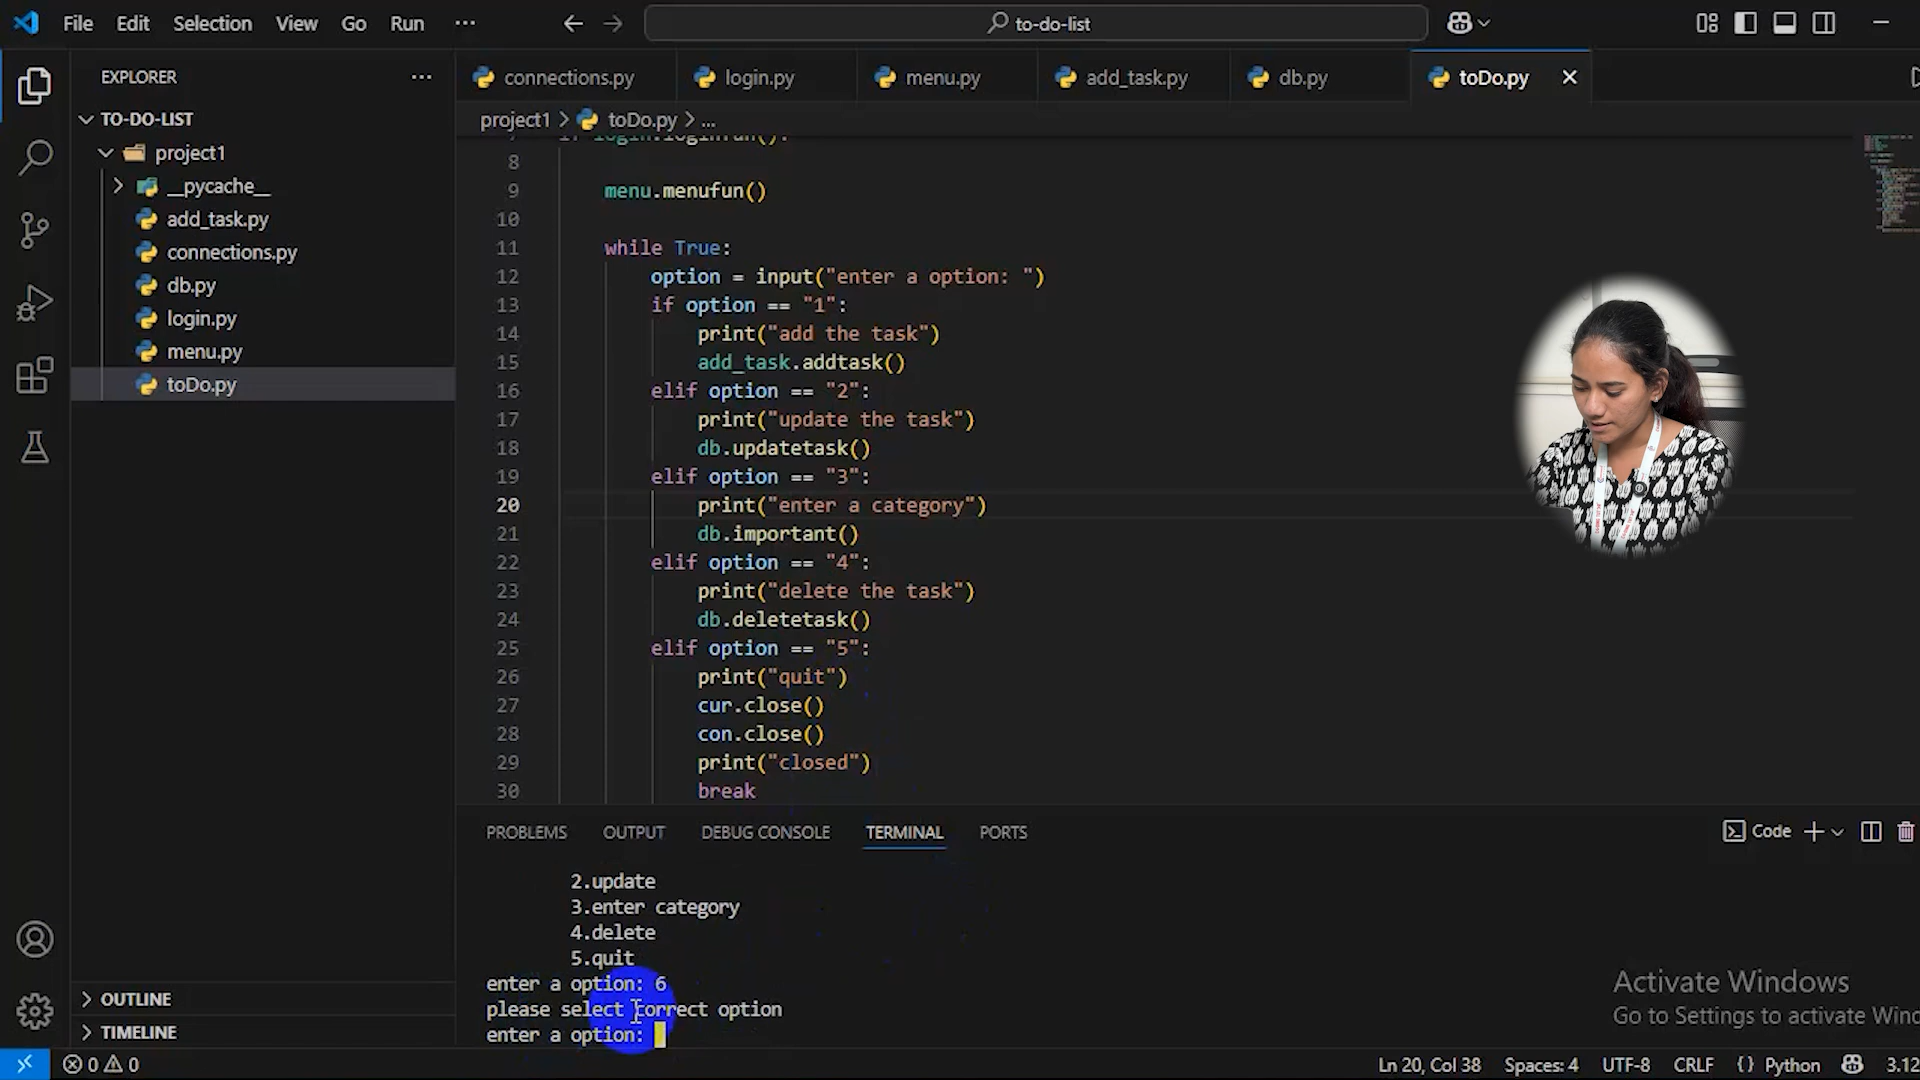 File Edit Selection View Go Run ... to-do-list
EXPLORER ...
TO-DO-LIST
project1
__pycache__
add_task.py
connections.py
db.py
login.py
menu.py
toDo.py
OUTLINE
TIMELINE
connections.py login.py menu.py add_task.py db.py toDo.py
project1 > toDo.py > ...
if login.loginfun():
8
9 menu.menufun()
10
11 while True:
12 option = input("enter a option: ")
13 if option == "1":
14 print("add the task")
15 add_task.addtask()
16 elif option == "2":
17 print("update the task")
18 db.updatetask()
19 elif option == "3":
20 print("enter a category")
21 db.important()
22 elif option == "4":
23 print("delete the task")
24 db.deletetask()
25 elif option == "5":
26 print("quit")
27 cur.close()
28 con.close()
29 print("closed")
30 break
PROBLEMS OUTPUT DEBUG CONSOLE TERMINAL PORTS Code
2.update
3.enter category
4.delete
5.quit
enter a option: 6
please select correct option
enter a option:
Activate Windows
Go to Settings to activate Wind
0 0 Ln 20, Col 38 Spaces: 4 UTF-8 CRLF {} Python 3.12